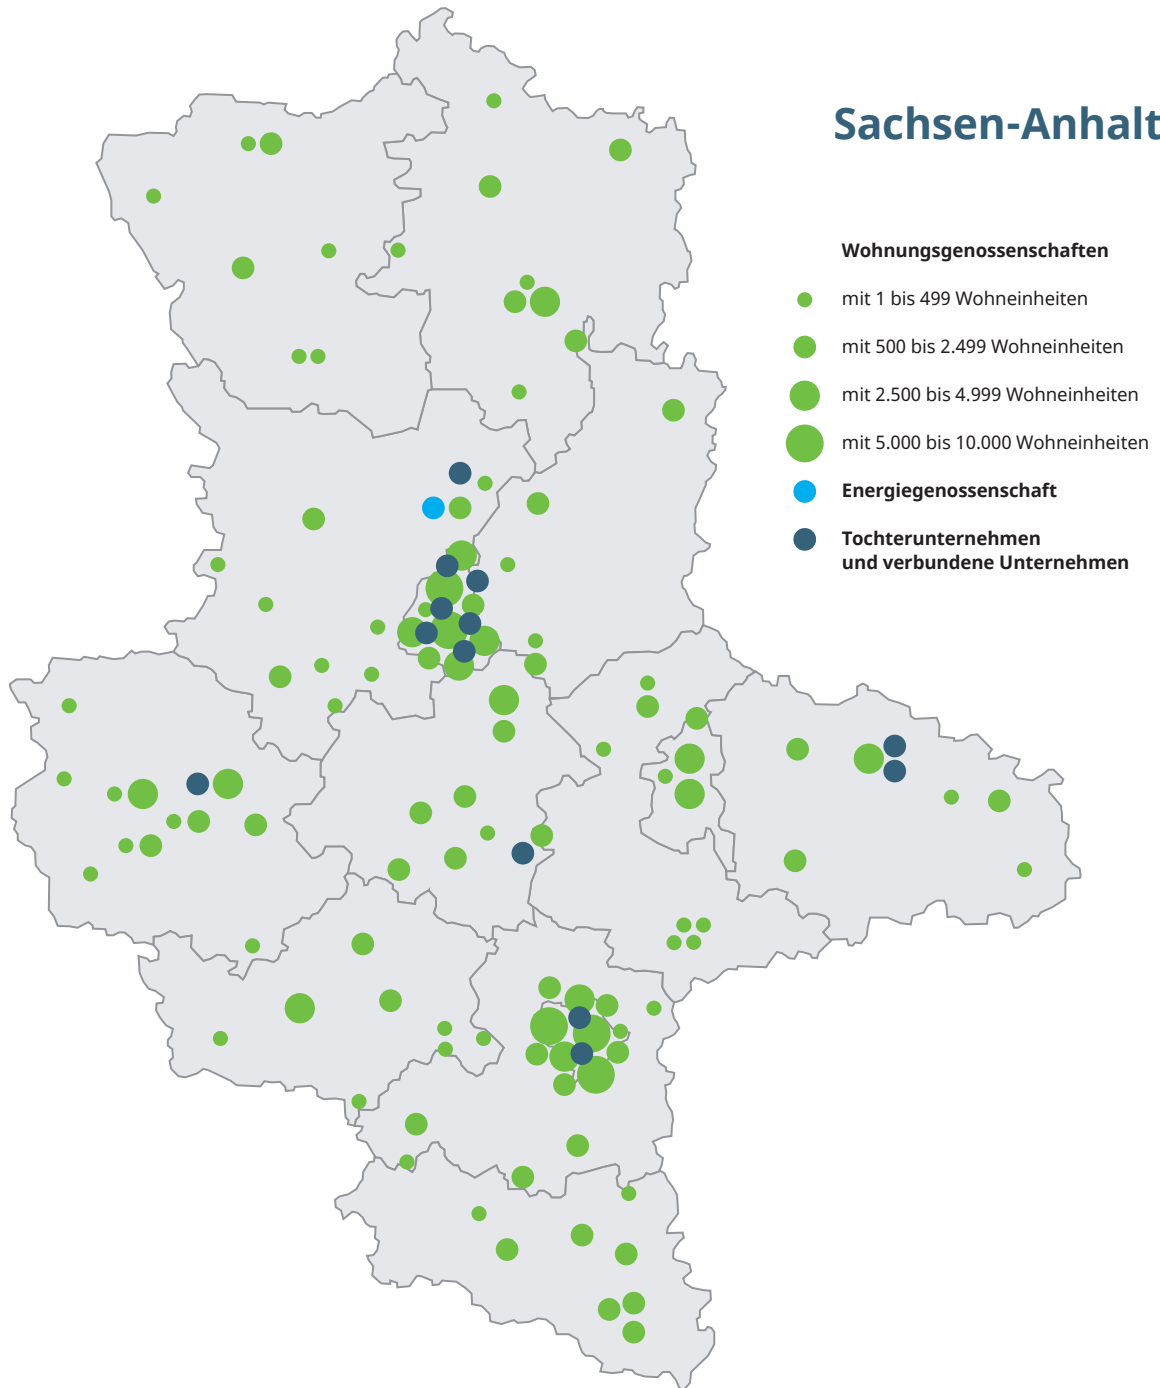 Sachsen-Anhalt
Wohnungsgenossenschaften
mit 1 bis 499 Wohneinheiten
mit 500 bis 2.499 Wohneinheiten
mit 2.500 bis 4.999 Wohneinheiten
mit 5.000 bis 10.000 Wohneinheiten
Energiegenossenschaft
Tochterunternehmen
und verbundene Unternehmen